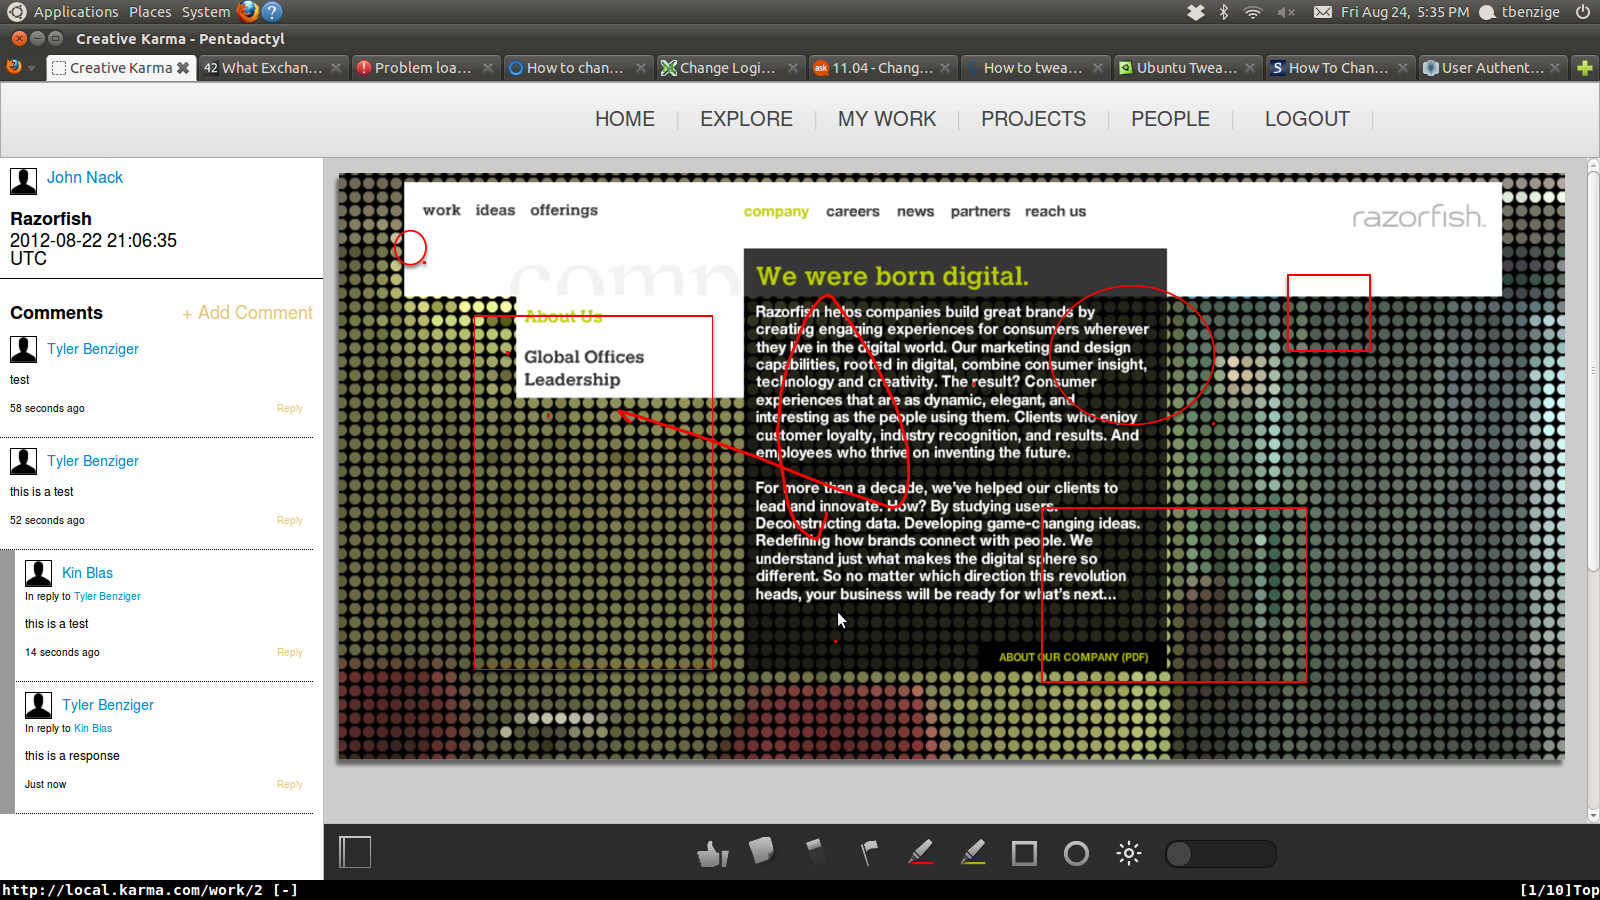 Applications Places System
Fri Aug 24, 5:35 PM tbenzige
Creative Karma - Pentadactyl
Creative Karma
42 What Exchan...
Problem loa...
How to chan...
Change Logi...
ask 11.04 - Chang...
How to twea...
Ubuntu Twea...
S How To Chan...
User Authent...
HOME EXPLORE MY WORK PROJECTS PEOPLE LOGOUT
John Nack
Razorfish
2012-08-22 21:06:35
UTC
Comments + Add Comment
Tyler Benziger
test
58 seconds ago Reply
Tyler Benziger
this is a test
52 seconds ago Reply
Kin Blas
In reply to Tyler Benziger
this is a test
14 seconds ago Reply
Tyler Benziger
In reply to Kin Blas
this is a response
Just now Reply
work ideas offerings
company careers news partners reach us
razorfish.
comp
About Us
Global Offices
Leadership
We were born digital.
Razorfish helps companies build great brands by
creating engaging experiences for consumers wherever
they live in the digital world. Our marketing and design
capabilities, rooted in digital, combine consumer insight,
technology and creativity. The result? Consumer
experiences that are as dynamic, elegant, and
interesting as the people using them. Clients who enjoy
customer loyalty, industry recognition, and results. And
employees who thrive on inventing the future.
For more than a decade, we've helped our clients to
lead and innovate. How? By studying users.
Deconstructing data. Developing game-changing ideas.
Redefining how brands connect with people. We
understand just what makes the digital sphere so
different. So no matter which direction this revolution
heads, your business will be ready for what's next...
ABOUT OUR COMPANY (PDF)
http://local.karma.com/work/2 [-] [1/10]Top